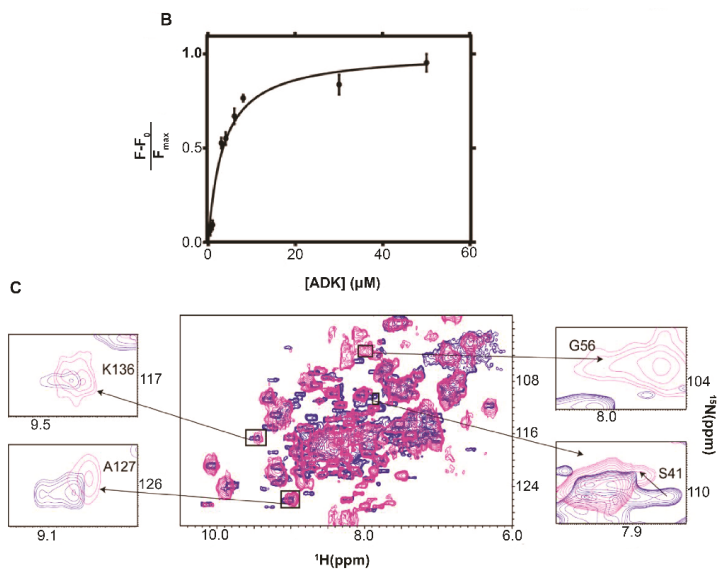 B
1.0
0.5
0.0
F-F0
Fmax
0
20
40
60
[ADK] (µM)
C
K136
117
9.5
A127
126
9.1
108
116
124
10.0
8.0
6.0
¹H(ppm)
G56
104
8.0
¹⁵N(ppm)
S41
110
7.9